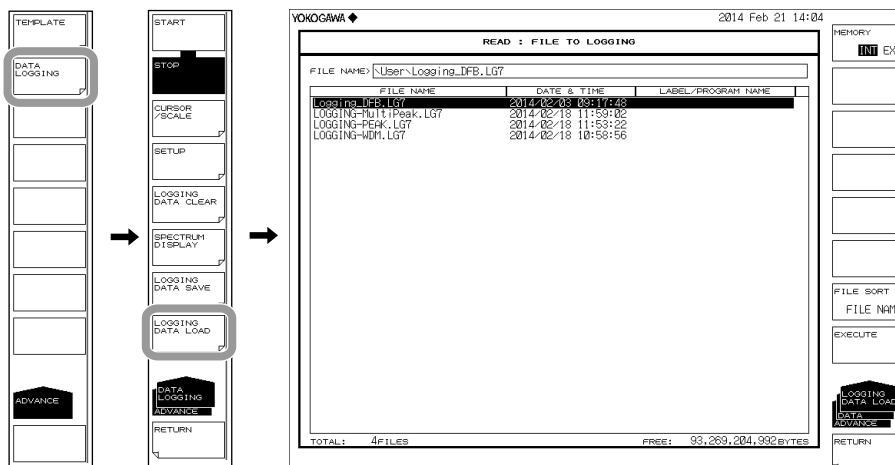 TEMPLATE
DATA
LOGGING
ADVANCE
START
STOP
CURSOR
/SCALE
SETUP
LOGGING
DATA CLEAR
SPECTRUM
DISPLAY
LOGGING
DATA SAVE
LOGGING
DATA LOAD
DATA
LOGGING
ADVANCE
RETURN
YOKOGAWA 2014 Feb 21 14:04
READ : FILE TO LOGGING
FILE NAME> \User\Logging_DFB.LG7
FILE NAME DATE & TIME LABEL/PROGRAM NAME
Logging_DFB.LG7 2014/02/03 09:17:48
LOGGING-MultiPeak.LG7 2014/02/18 11:59:02
LOGGING-PEAK.LG7 2014/02/18 11:53:22
LOGGING-WDM.LG7 2014/02/18 10:58:56
TOTAL: 4FILES FREE: 93,269,204,992BYTES
MEMORY
INT EX
FILE SORT
FILE NAM
EXECUTE
LOGGING
DATA LOAD
DATA
ADVANCE
RETURN